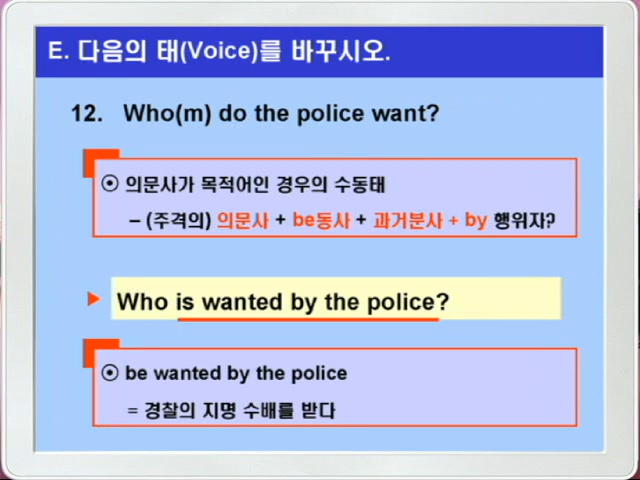 E. 다음의 태(Voice)를 바꾸시오.
12. Who(m) do the police want?
⊙ 의문사가 목적어인 경우의 수동태
– (주격의) 의문사 + be동사 + 과거분사 + by 행위자?
Who is wanted by the police?
⊙ be wanted by the police
= 경찰의 지명 수배를 받다